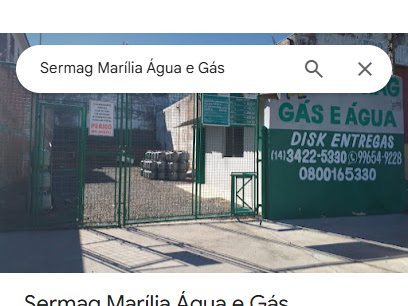 Sermag Marília Água e Gás
PERIGO
GÁS E ÁGUA
DISK ENTREGAS
(14) 3422-5330 99654-9228
0800165330
Sermag Marília Água e Gás